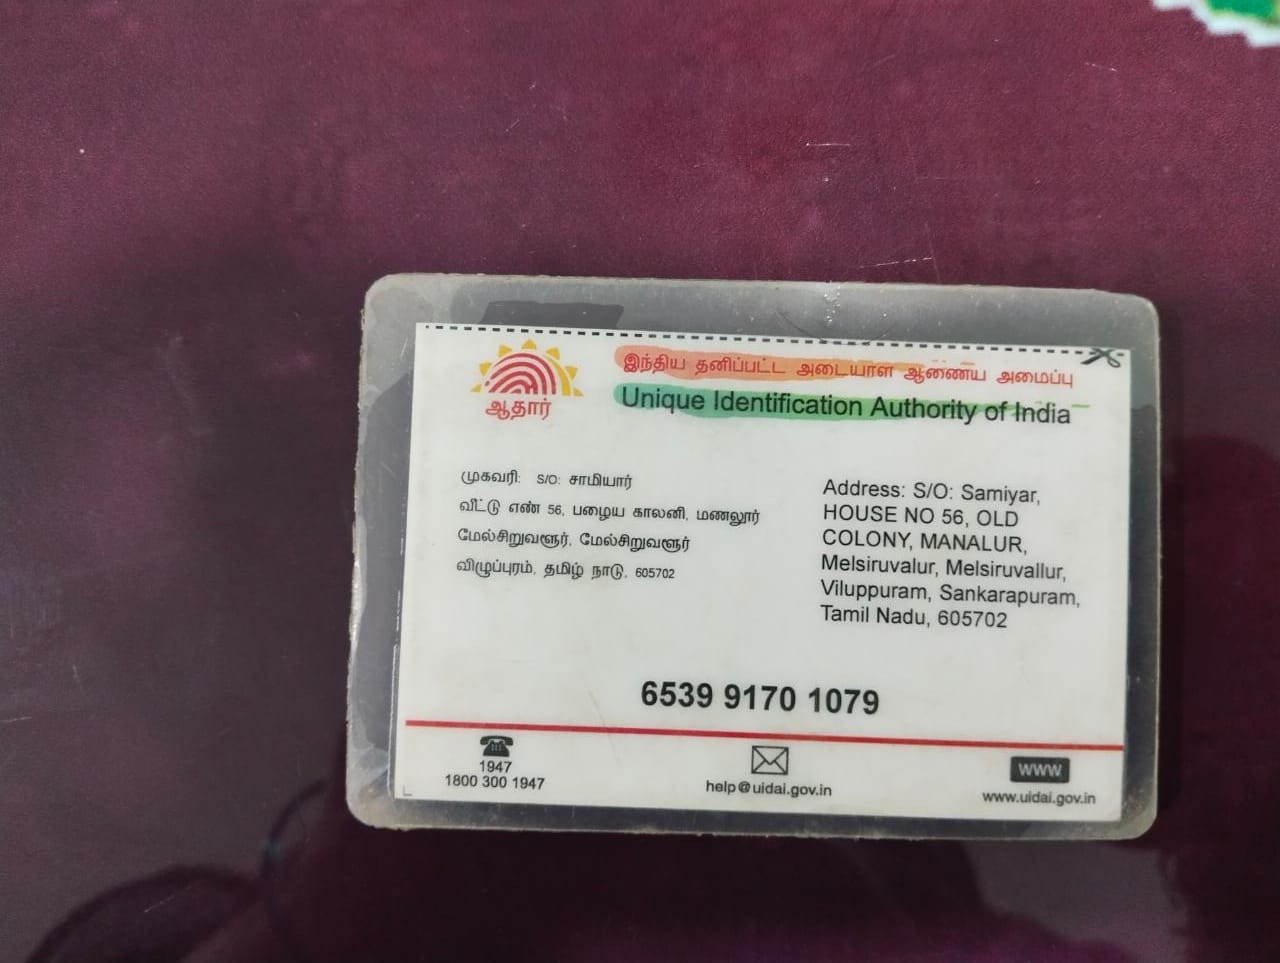 இந்திய தனிப்பட்ட அடையாள ஆணைய அமைப்பு
Unique Identification Authority of India
ஆதார்
முகவரி: S/O: சாமியார்
வீட்டு எண் 56, பழைய காலனி, மணலூர்
மேல்சிறுவளூர், மேல்சிறுவளூர்
விழுப்புரம், தமிழ் நாடு, 605702
Address: S/O: Samiyar,
HOUSE NO 56, OLD
COLONY, MANALUR,
Melsiruvalur, Melsiruvallur,
Viluppuram, Sankarapuram,
Tamil Nadu, 605702
6539 9170 1079
1947
1800 300 1947
help@uidai.gov.in
WWW
www.uidai.gov.in